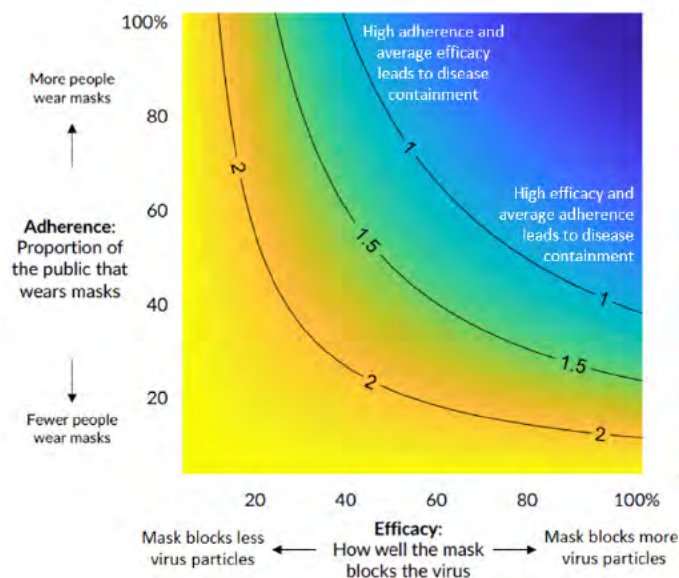 100%
More people
wear masks
80
60
Adherence:
Proportion of
the public that
wears masks
40
20
Fewer people
wear masks
High adherence and
average efficacy
leads to disease
containment
High efficacy and
average adherence
leads to disease
containment
2
1.5
1
2
1.5
1
20
40
60
80
100%
Mask blocks less
virus particles
Efficacy:
How well the mask
blocks the virus
Mask blocks more
virus particles